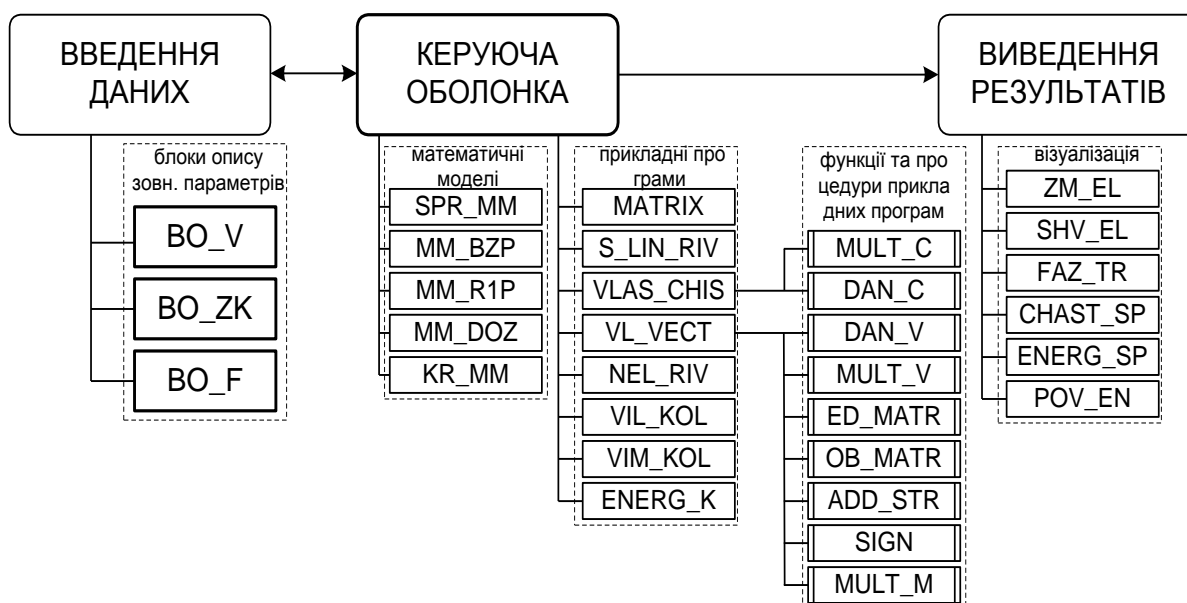 ВВЕДЕННЯ
ДАНИХ
КЕРУЮЧА
ОБОЛОНКА
ВИВЕДЕННЯ
РЕЗУЛЬТАТІВ
блоки опису
зовн. параметрів
BO_V
BO_ZK
BO_F
математичні
моделі
SPR_MM
MM_BZP
MM_R1P
MM_DOZ
KR_MM
прикладні про
грами
MATRIX
S_LIN_RIV
VLAS_CHIS
VL_VECT
NEL_RIV
VIL_KOL
VIM_KOL
ENERG_K
функції та про
цедури прикла
дних програм
MULT_C
DAN_C
DAN_V
MULT_V
ED_MATR
OB_MATR
ADD_STR
SIGN
MULT_M
візуалізація
ZM_EL
SHV_EL
FAZ_TR
CHAST_SP
ENERG_SP
POV_EN